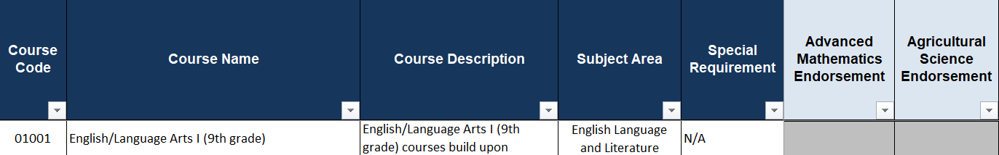 Course
Code
Course Name
Course Description
Subject Area
Special
Requirement
Advanced
Mathematics
Endorsement
Agricultural
Science
Endorsement
01001
English/Language Arts I (9th grade)
English/Language Arts I (9th
grade) courses build upon
English Language
and Literature
N/A